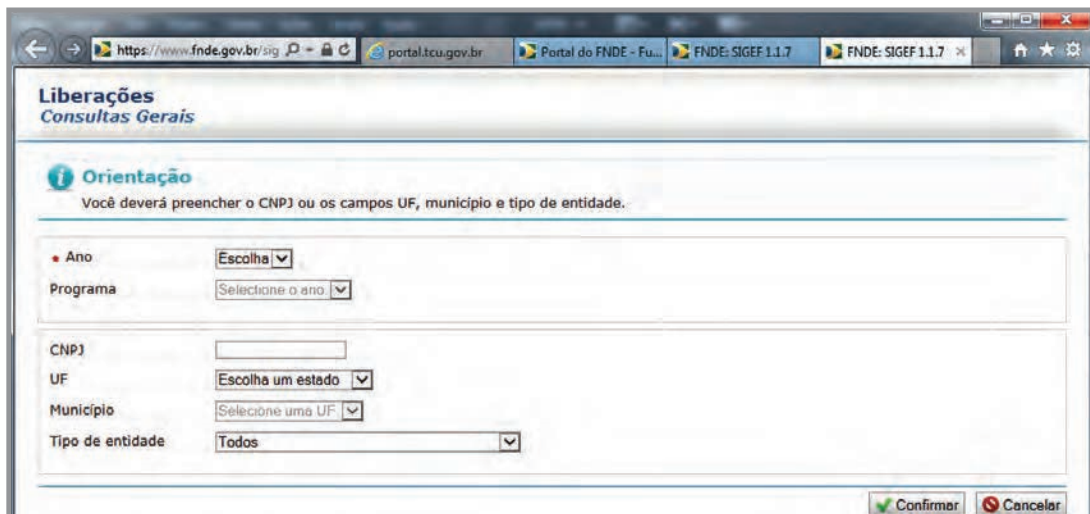 https://www.fnde.gov.br/sig
portal.tcu.gov.br
Portal do FNDE - Fu...
FNDE: SIGEF 1.1.7
FNDE: SIGEF 1.1.7
Liberações
Consultas Gerais
Orientação
Você deverá preencher o CNPJ ou os campos UF, município e tipo de entidade.
• Ano Escolha
Programa Selecione o ano
CNPJ
UF Escolha um estado
Município Selecione uma UF
Tipo de entidade Todos
Confirmar Cancelar